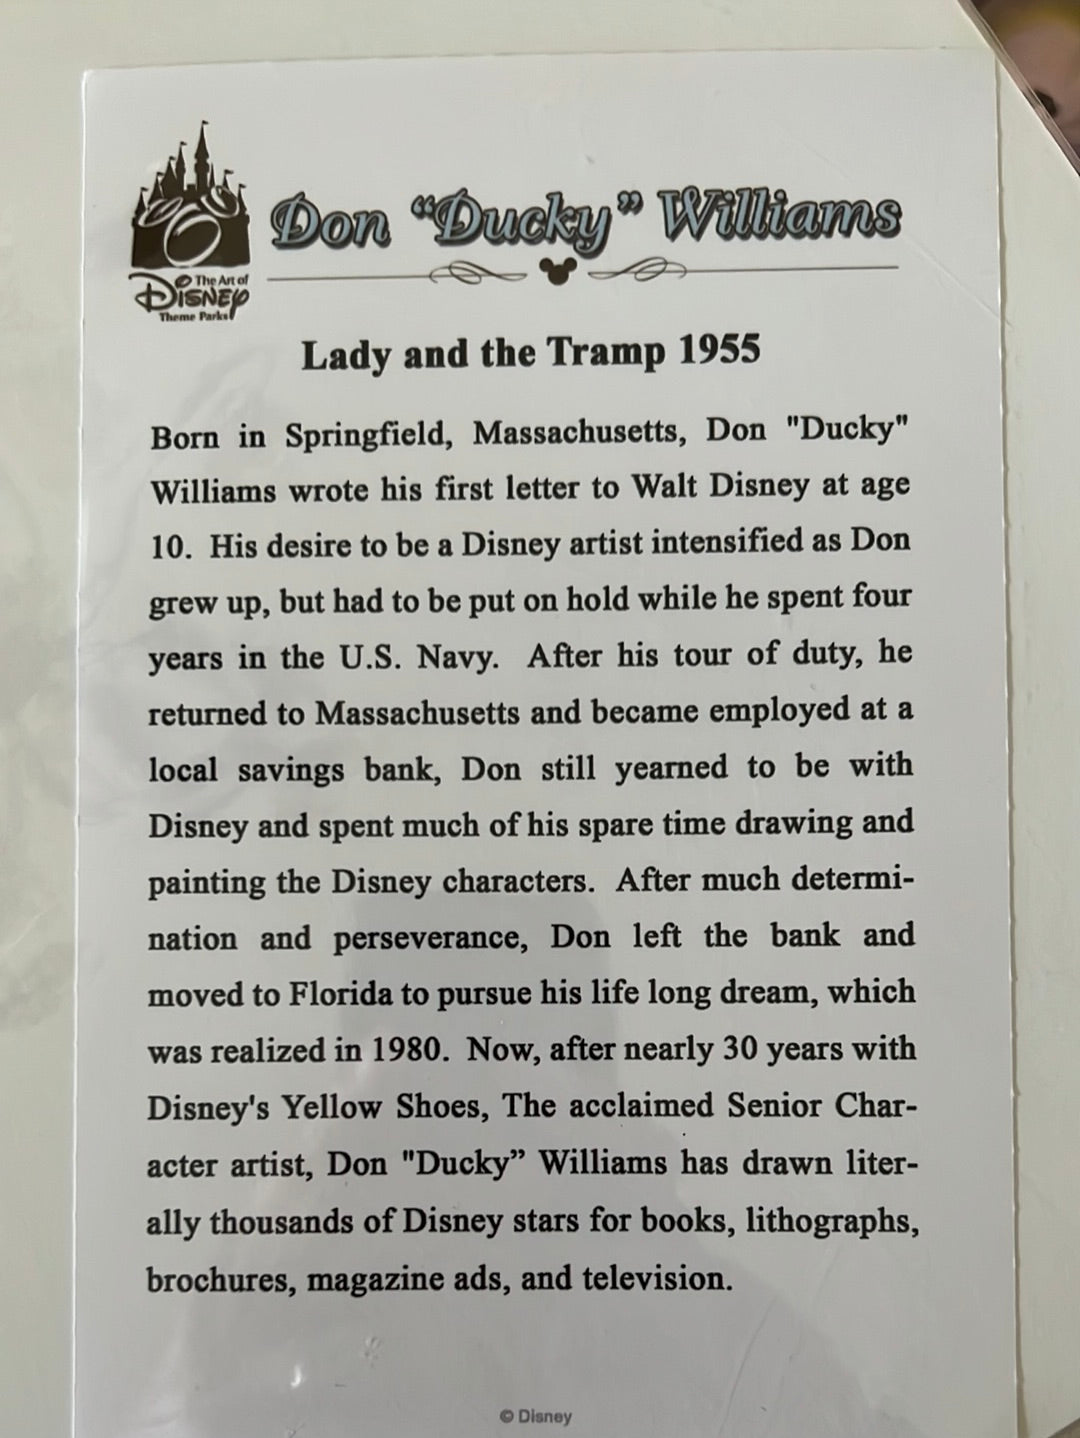 Don “Ducky” Williams
The Art of
DISNEY
Theme Parks
Lady and the Tramp 1955
Born in Springfield, Massachusetts, Don "Ducky"
Williams wrote his first letter to Walt Disney at age
10. His desire to be a Disney artist intensified as Don
grew up, but had to be put on hold while he spent four
years in the U.S. Navy. After his tour of duty, he
returned to Massachusetts and became employed at a
local savings bank, Don still yearned to be with
Disney and spent much of his spare time drawing and
painting the Disney characters. After much determi-
nation and perseverance, Don left the bank and
moved to Florida to pursue his life long dream, which
was realized in 1980. Now, after nearly 30 years with
Disney's Yellow Shoes, The acclaimed Senior Char-
acter artist, Don "Ducky” Williams has drawn liter-
ally thousands of Disney stars for books, lithographs,
brochures, magazine ads, and television.
© Disney